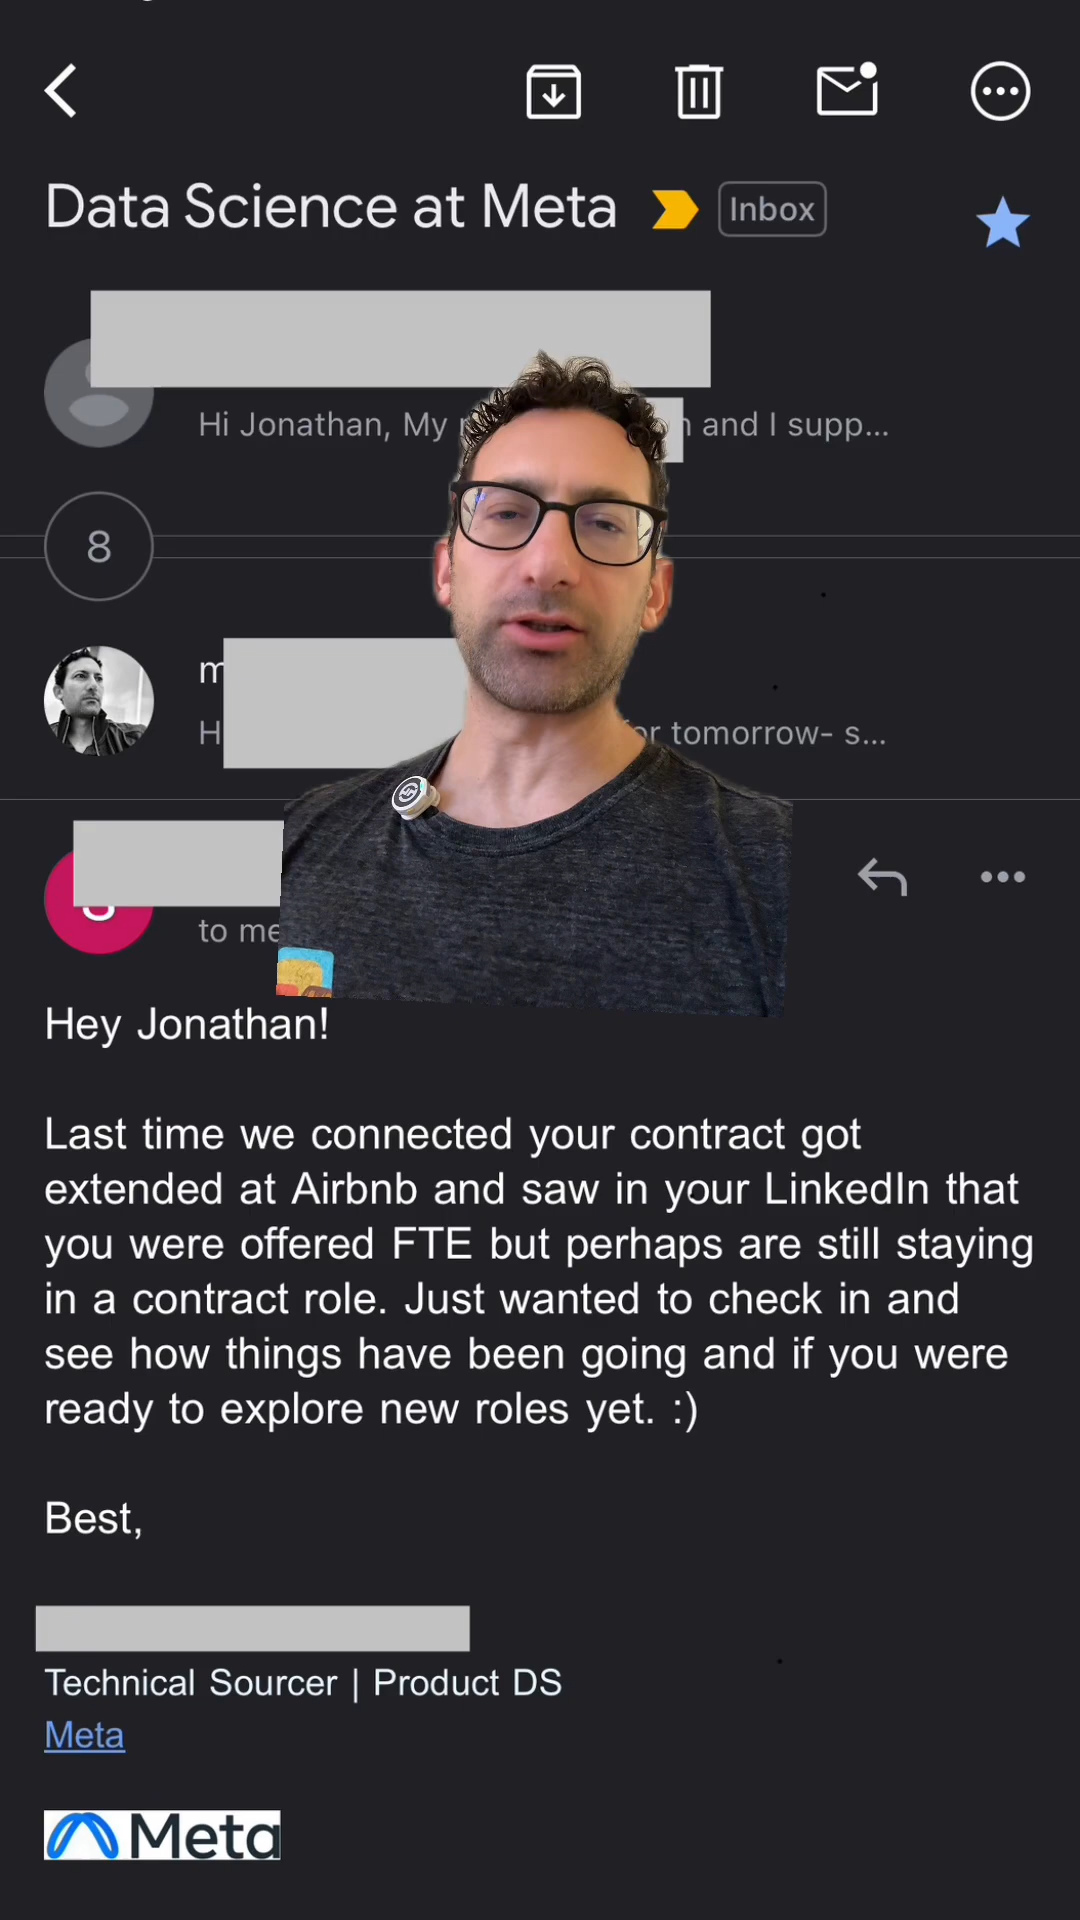 Data Science at Meta
Inbox
Hi Jonathan, My and I supp...
8
tomorrow- s...
to me
Hey Jonathan!
Last time we connected your contract got
extended at Airbnb and saw in your LinkedIn that
you were offered FTE but perhaps are still staying
in a contract role. Just wanted to check in and
see how things have been going and if you were
ready to explore new roles yet. :)
Best,
Technical Sourcer | Product DS
Meta
Meta